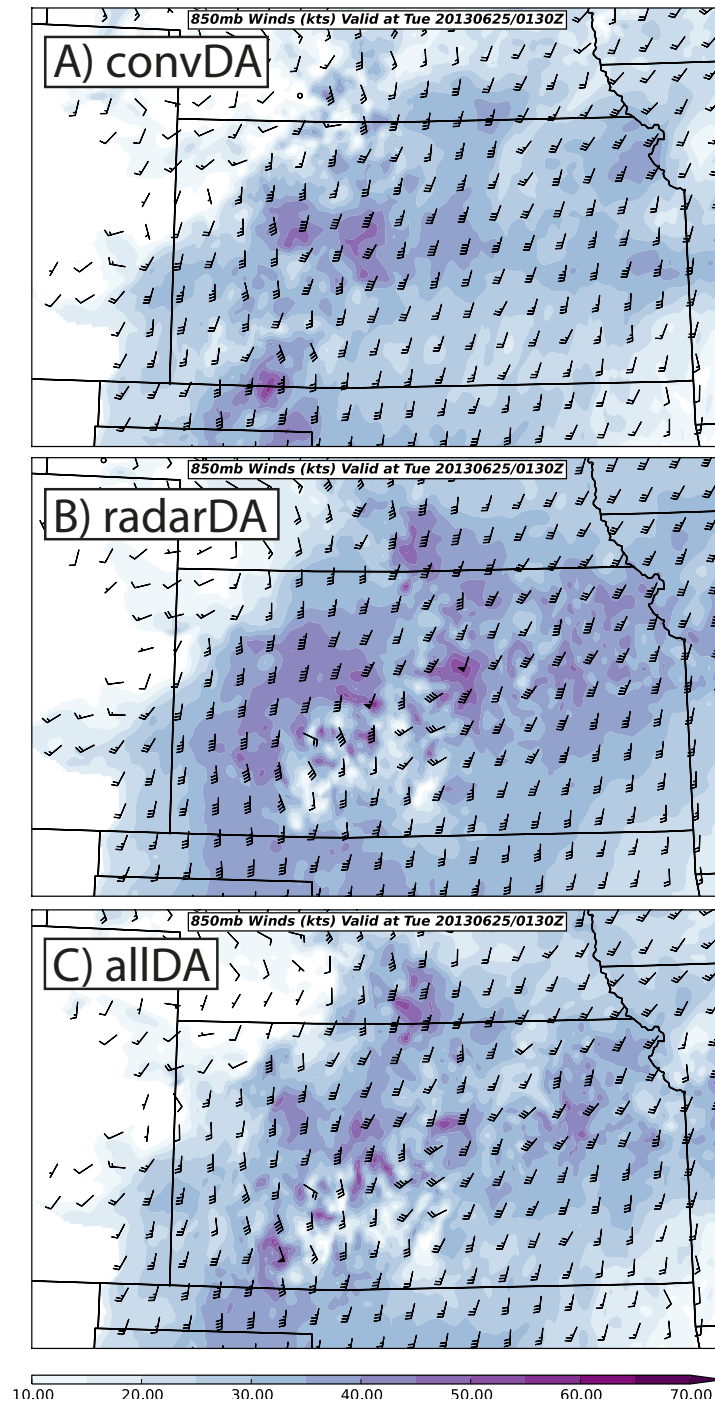 850mb Winds (kts) Valid at Tue 20130625/0130Z
A) convDA
850mb Winds (kts) Valid at Tue 20130625/0130Z
B) radarDA
850mb Winds (kts) Valid at Tue 20130625/0130Z
C) allDA
10.00 20.00 30.00 40.00 50.00 60.00 70.00